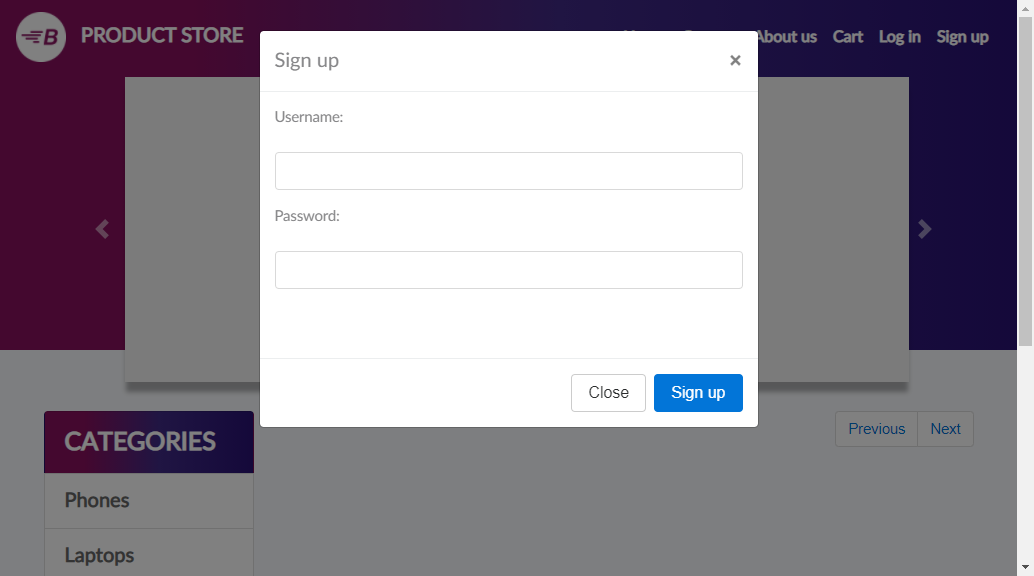 B PRODUCT STORE
About us Cart Log in Sign up
Sign up ×
Username:
Password:
Close Sign up
CATEGORIES
Previous Next
Phones
Laptops